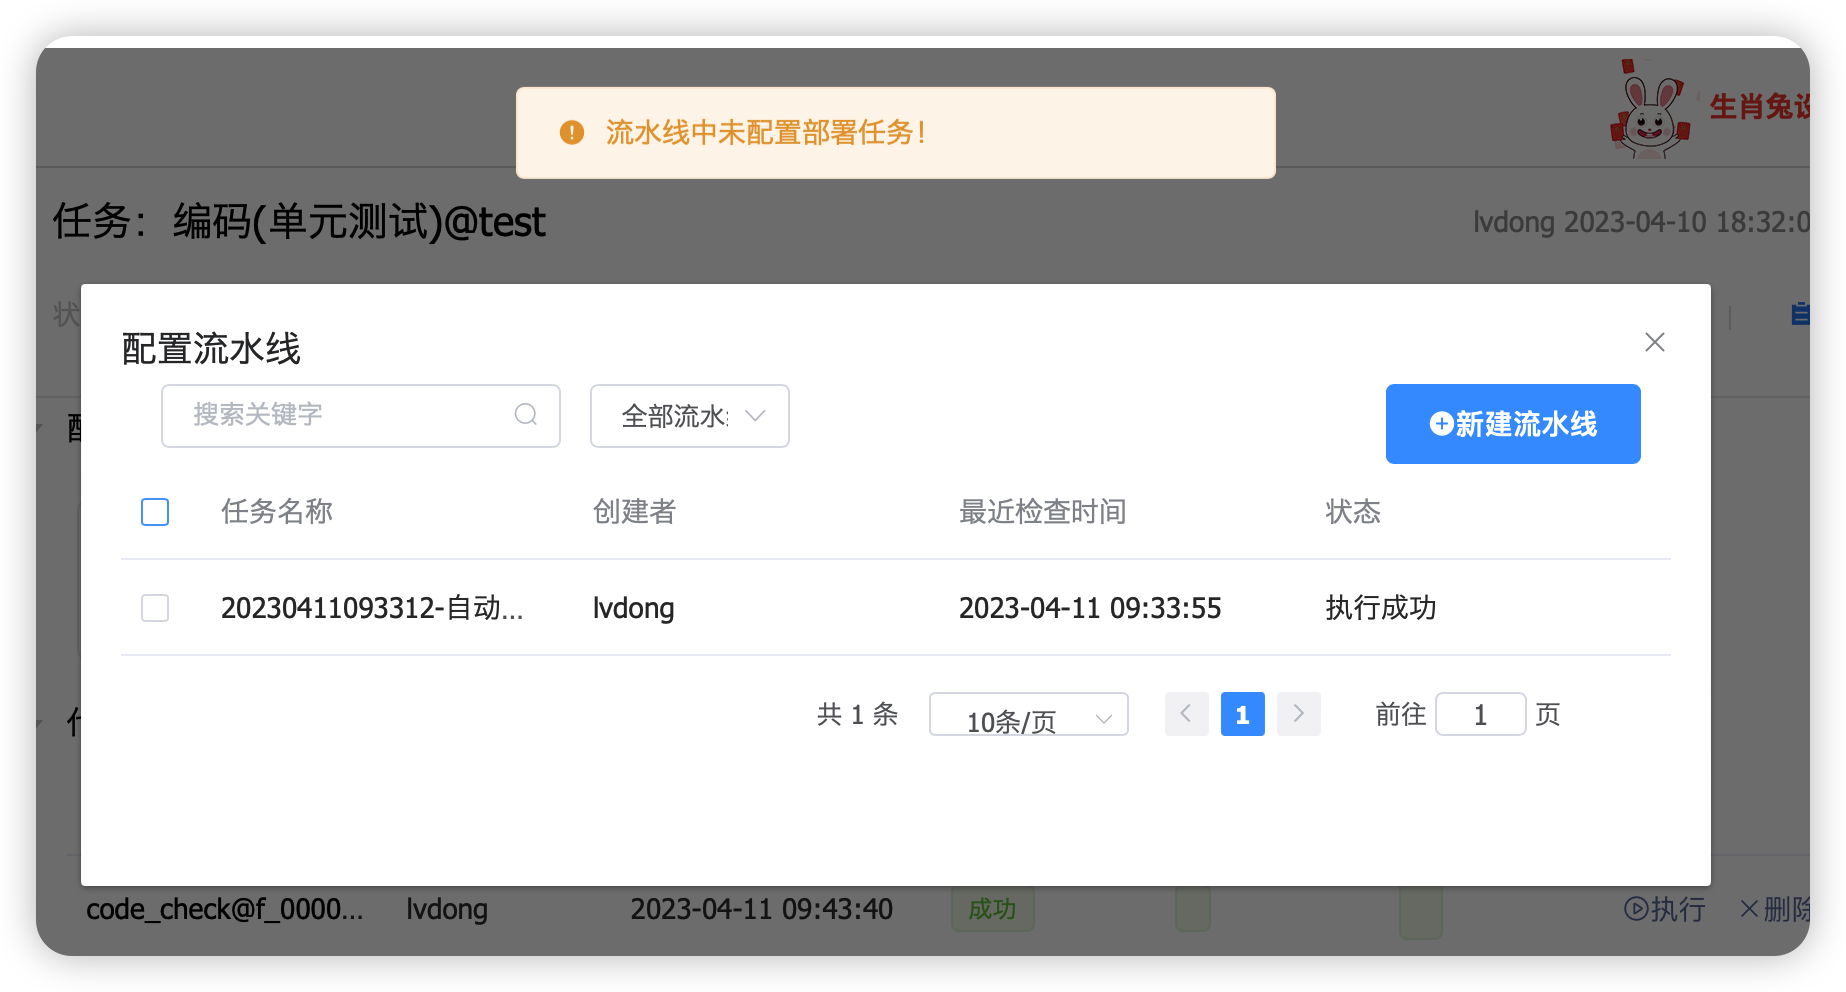 流水线中未配置部署任务！
生肖兔
任务：编码(单元测试)@test
lvdong 2023-04-10 18:32:0
状
配置流水线
搜索关键字
全部流水
新建流水线
任务名称 创建者 最近检查时间 状态
20230411093312-自动... lvdong 2023-04-11 09:33:55 执行成功
共 1 条 10条/页 1 前往 1 页
code_check@f_0000... lvdong 2023-04-11 09:43:40 成功 执行 删除